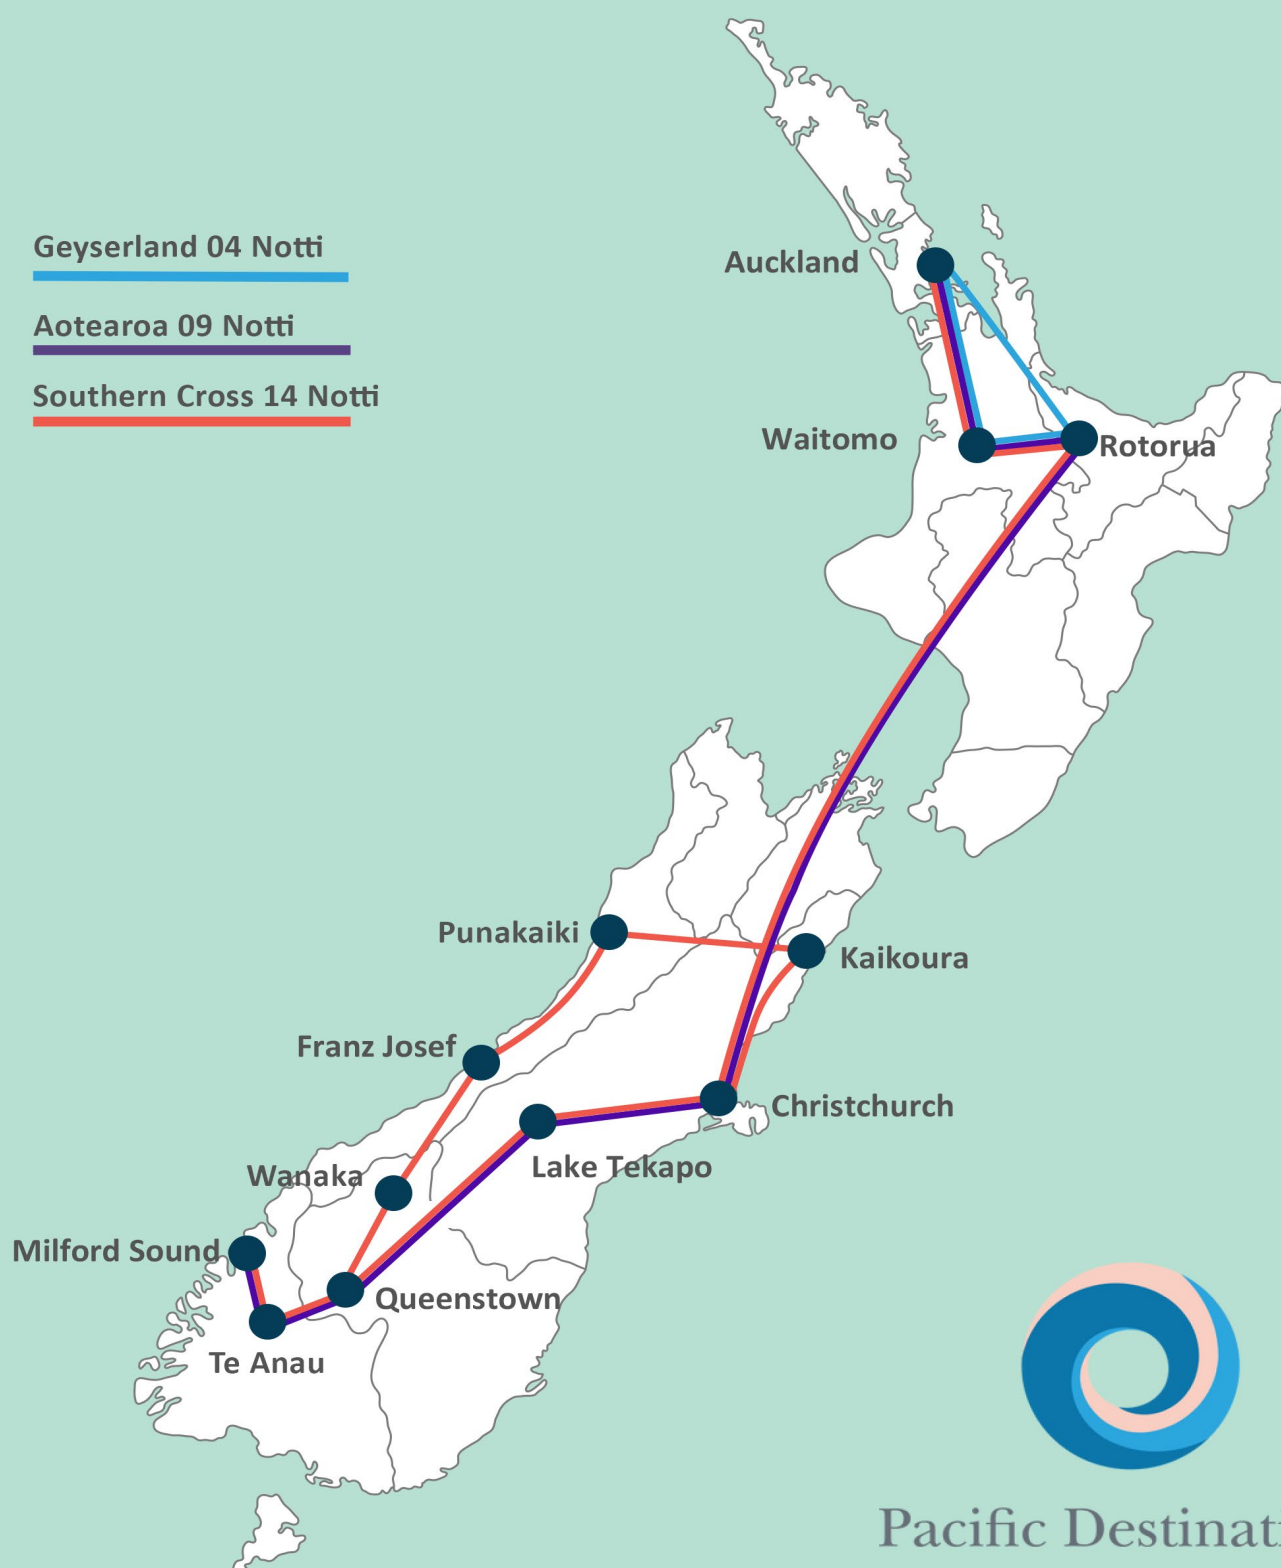 Geyserland 04 Notti
Aotearoa 09 Notti
Southern Cross 14 Notti
Auckland
Waitomo
Rotorua
Punakaiki
Kaikoura
Franz Josef
Christchurch
Lake Tekapo
Wanaka
Milford Sound
Queenstown
Te Anau
Pacific